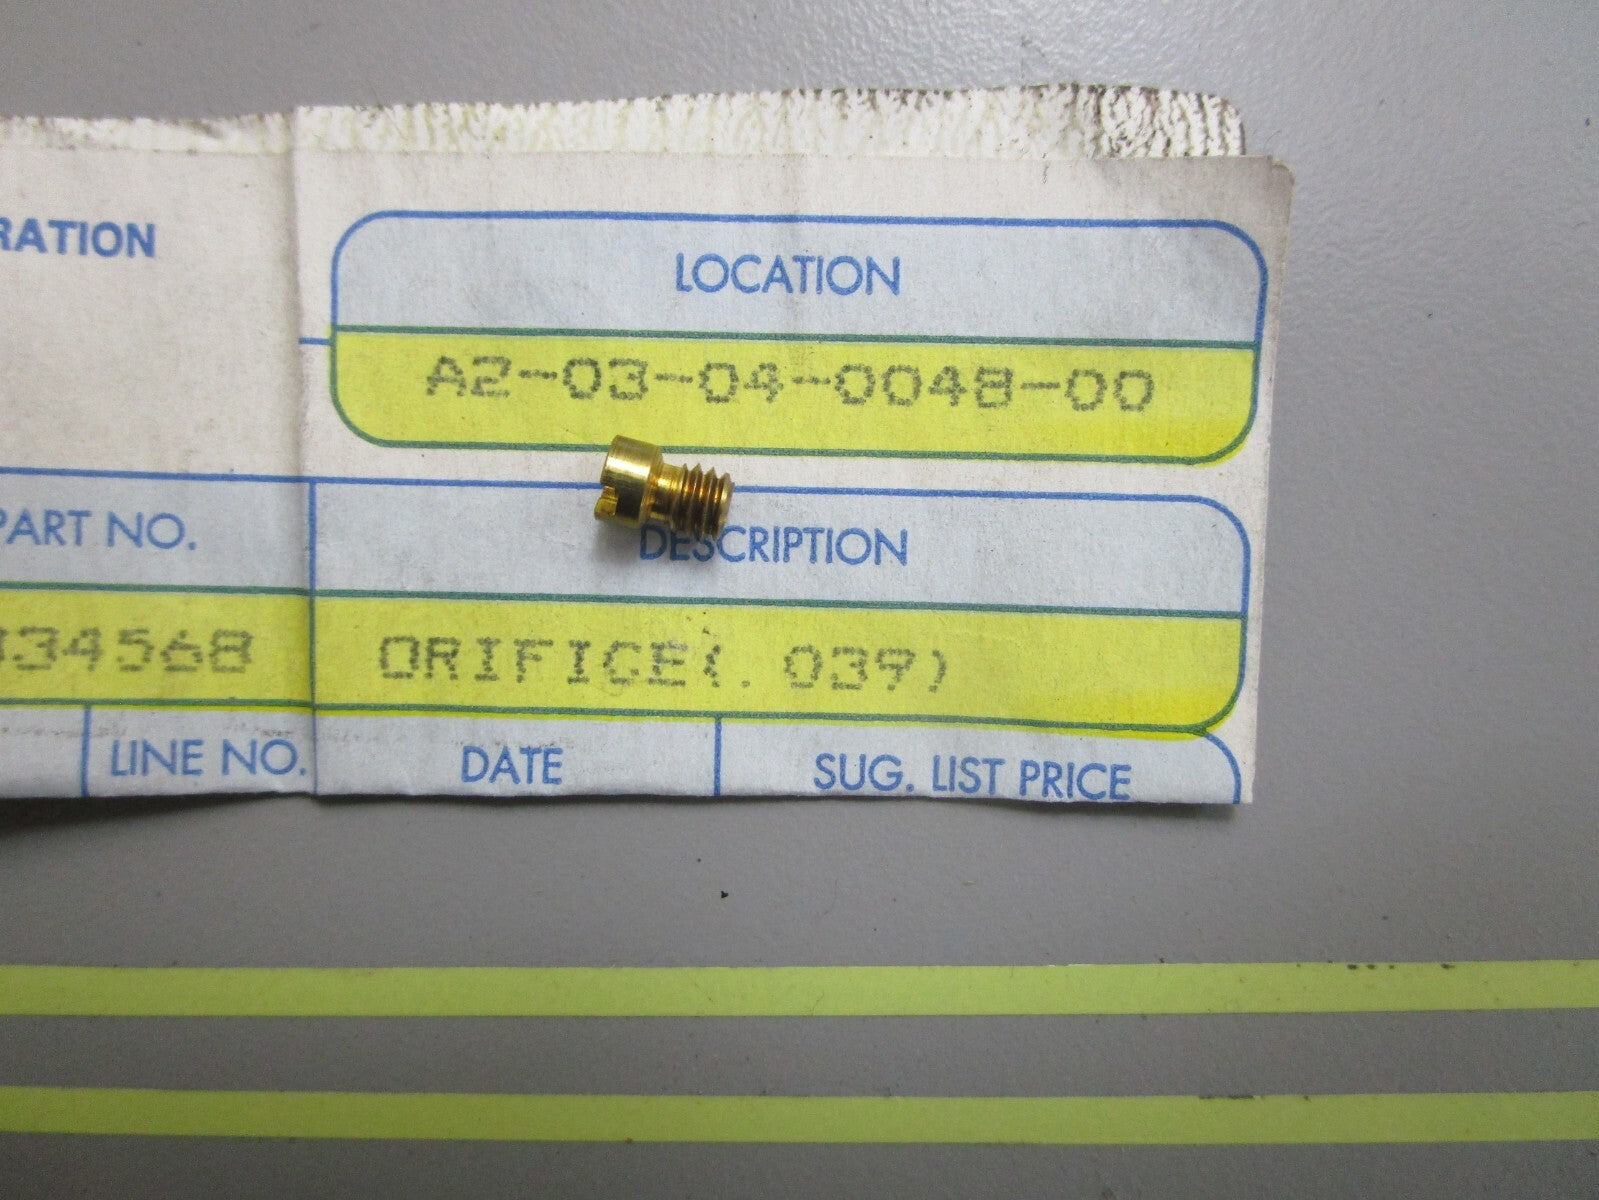 RATION
LOCATION
A2-03-04-0048-00
PART NO.
DESCRIPTION
34568
ORIFICE(. 039)
LINE NO.
DATE
SUG. LIST PRICE